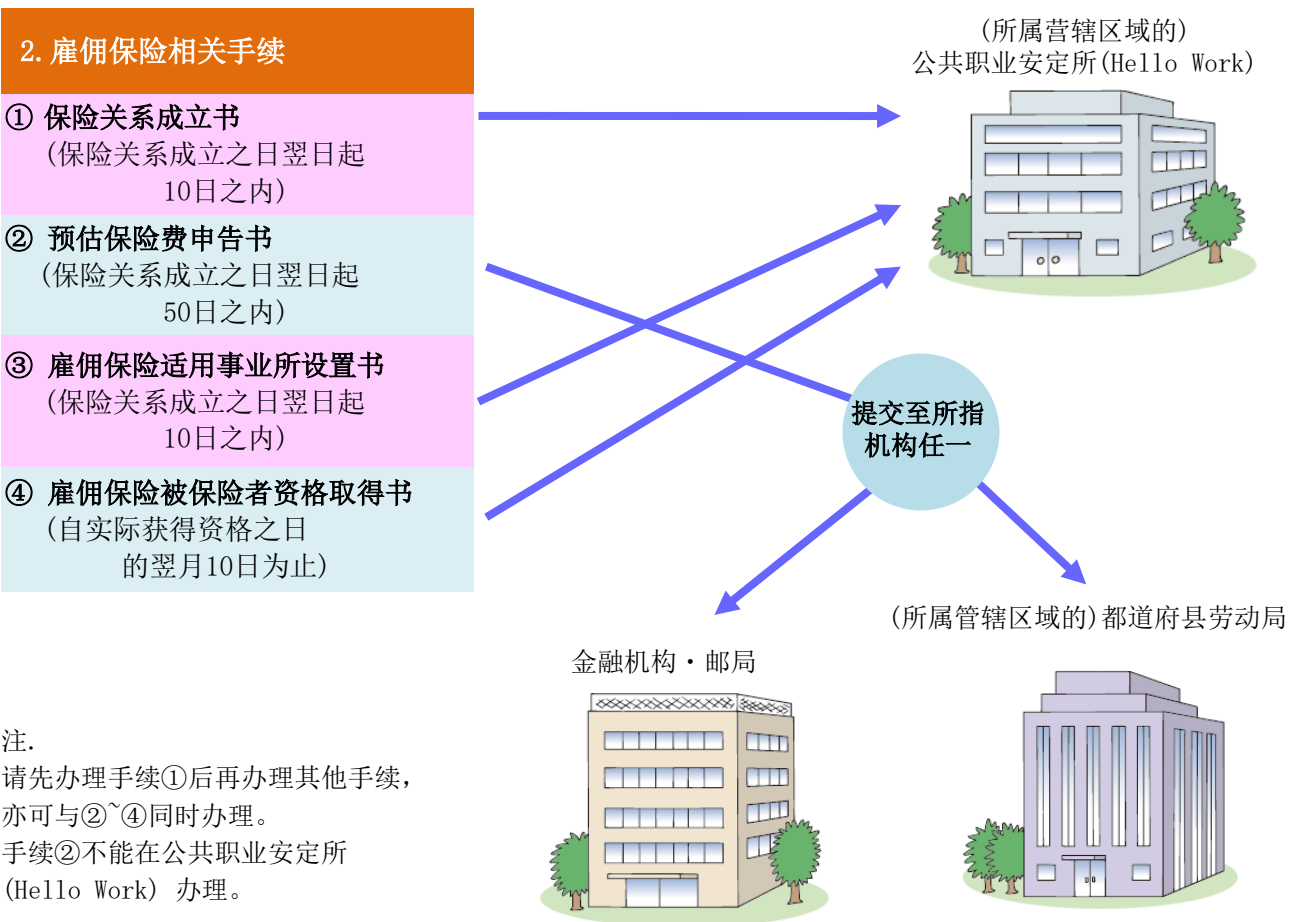 2.雇佣保险相关手续
① 保险关系成立书
(保险关系成立之日翌日起
10日之内)
② 预估保险费申告书
(保险关系成立之日翌日起
50日之内)
③ 雇佣保险适用事业所设置书
(保险关系成立之日翌日起
10日之内)
④ 雇佣保险被保险者资格取得书
(自实际获得资格之日
的翌月10日为止)
(所属营辖区域的)
公共职业安定所(Hello Work)
提交至所指
机构任一
(所属管辖区域的)都道府县劳动局
金融机构・邮局
注.
请先办理手续①后再办理其他手续,
亦可与②~④同时办理。
手续②不能在公共职业安定所
(Hello Work) 办理。